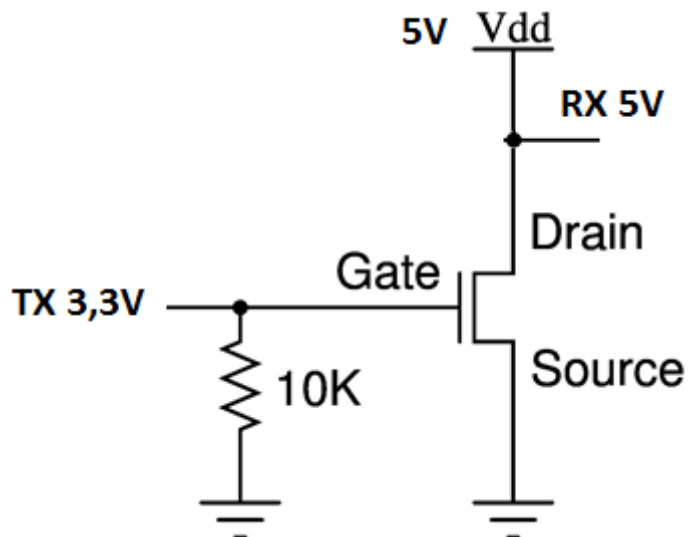 5V Vdd
RX 5V
Drain
Gate
TX 3,3V
10K
Source